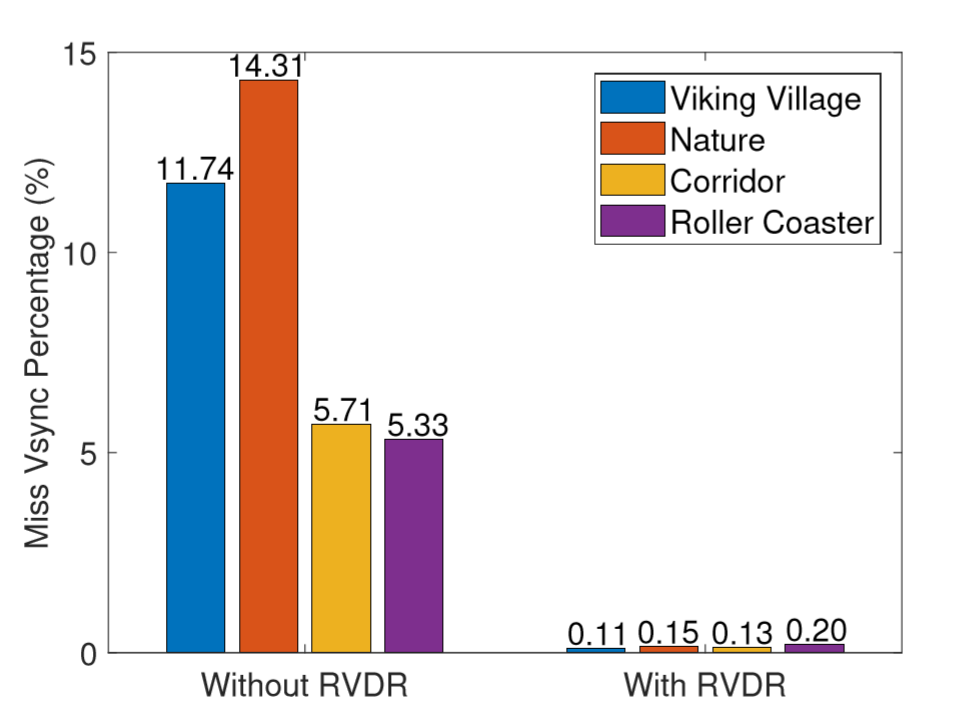 15
14.31
Viking Village
Nature
11.74
Corridor
Roller Coaster
10
Miss Vsync Percentage (%)
5.71
5.33
5
0.11 0.15 0.13 0.20
0
Without RVDR
With RVDR